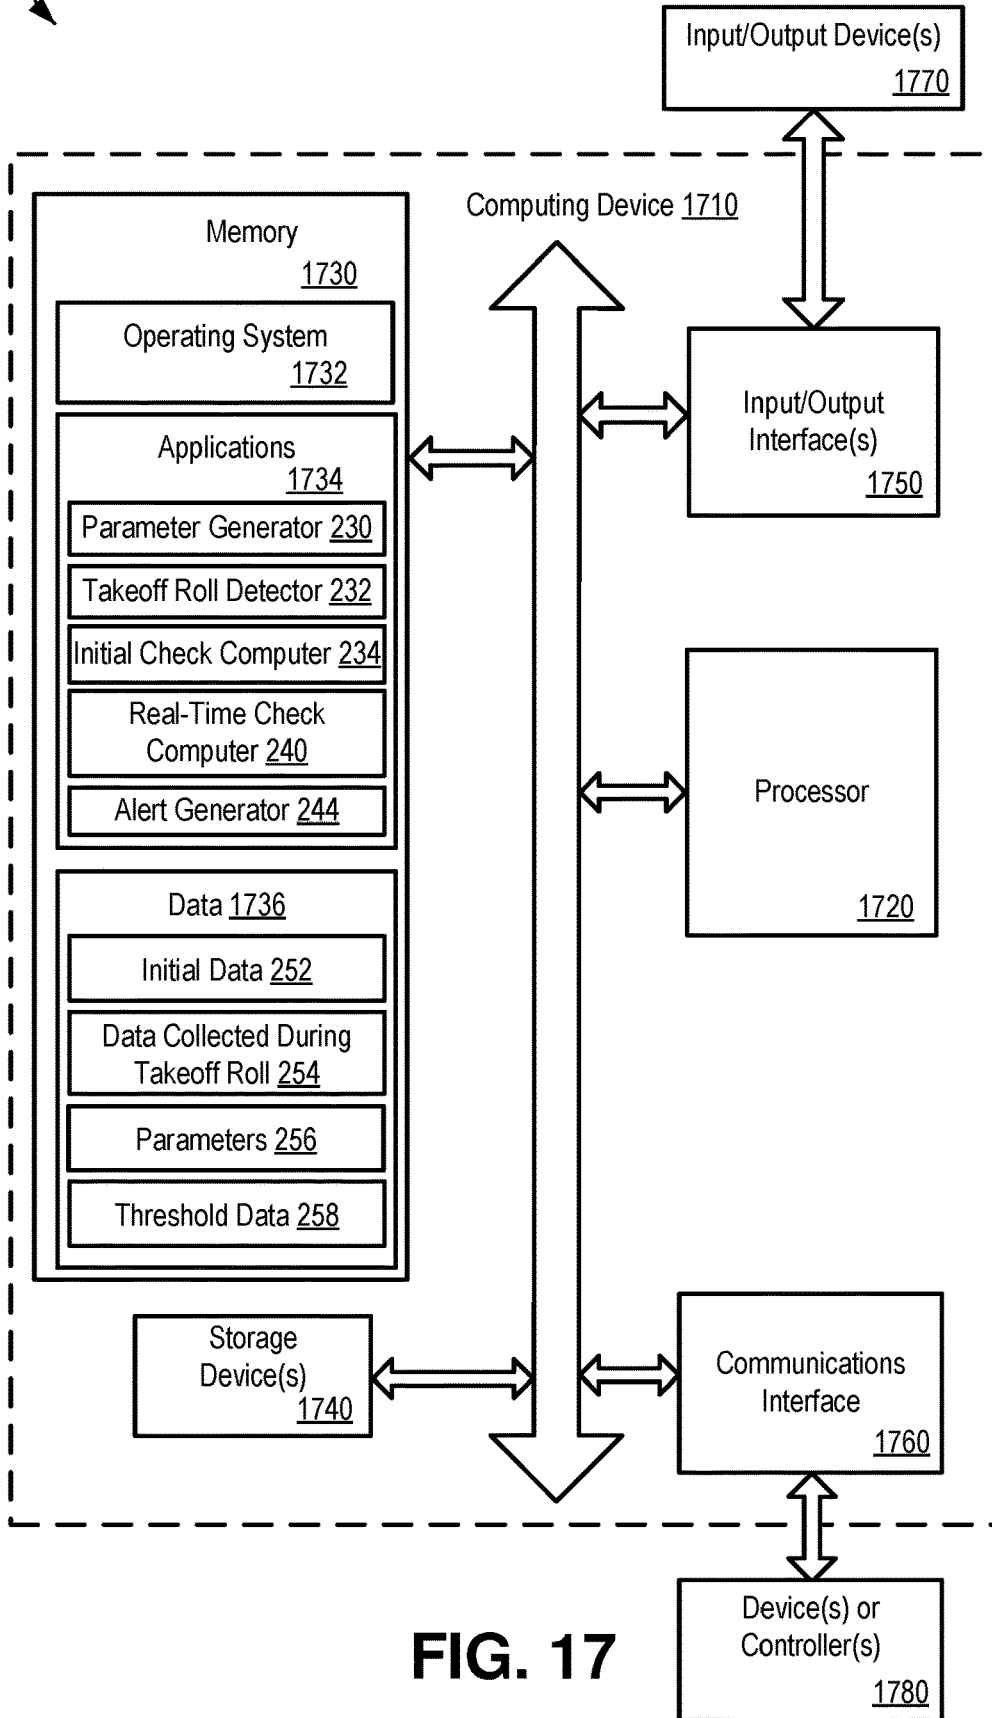 Input/Output Device(s)
1770
Computing Device 1710
Memory
1730
Operating System
1732
Applications
1734
Parameter Generator 230
Takeoff Roll Detector 232
Initial Check Computer 234
Real-Time Check
Computer 240
Alert Generator 244
Data 1736
Initial Data 252
Data Collected During
Takeoff Roll 254
Parameters 256
Threshold Data 258
Storage
Device(s)
1740
Input/Output
Interface(s)
1750
Processor
1720
Communications
Interface
1760
Device(s) or
Controller(s)
1780
FIG. 17